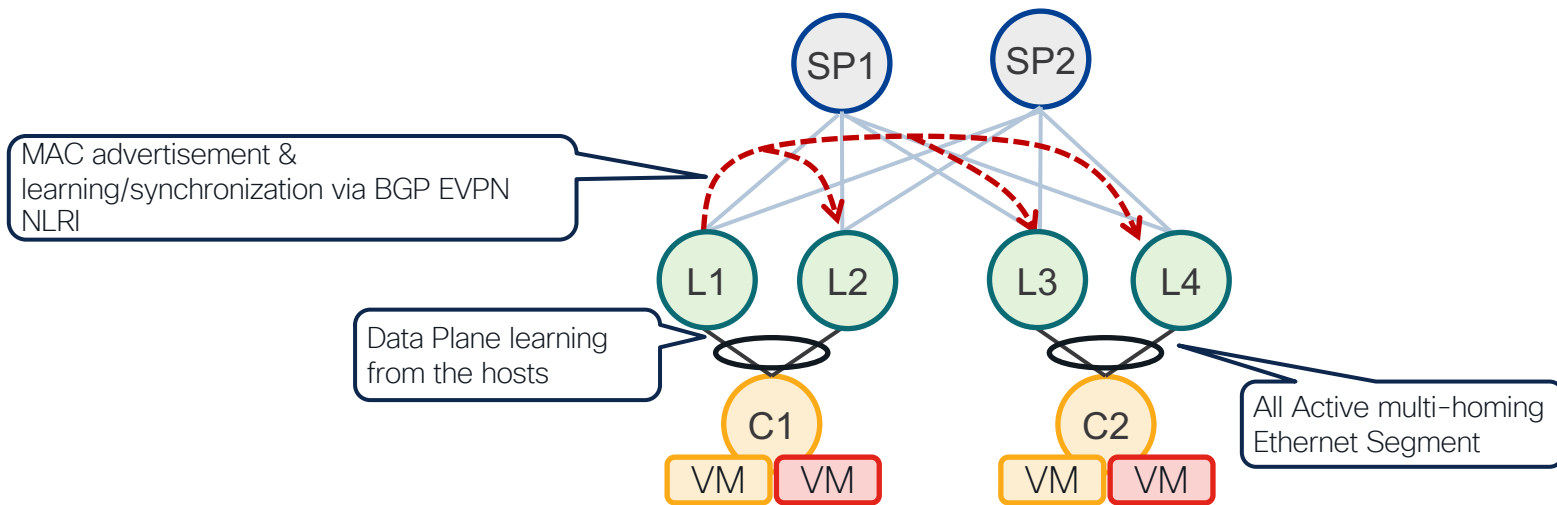 SP1
SP2
MAC advertisement &
learning/synchronization via BGP EVPN
NLRI
L1
L2
L3
L4
Data Plane learning
from the hosts
All Active multi-homing
Ethernet Segment
C1
C2
VM
VM
VM
VM